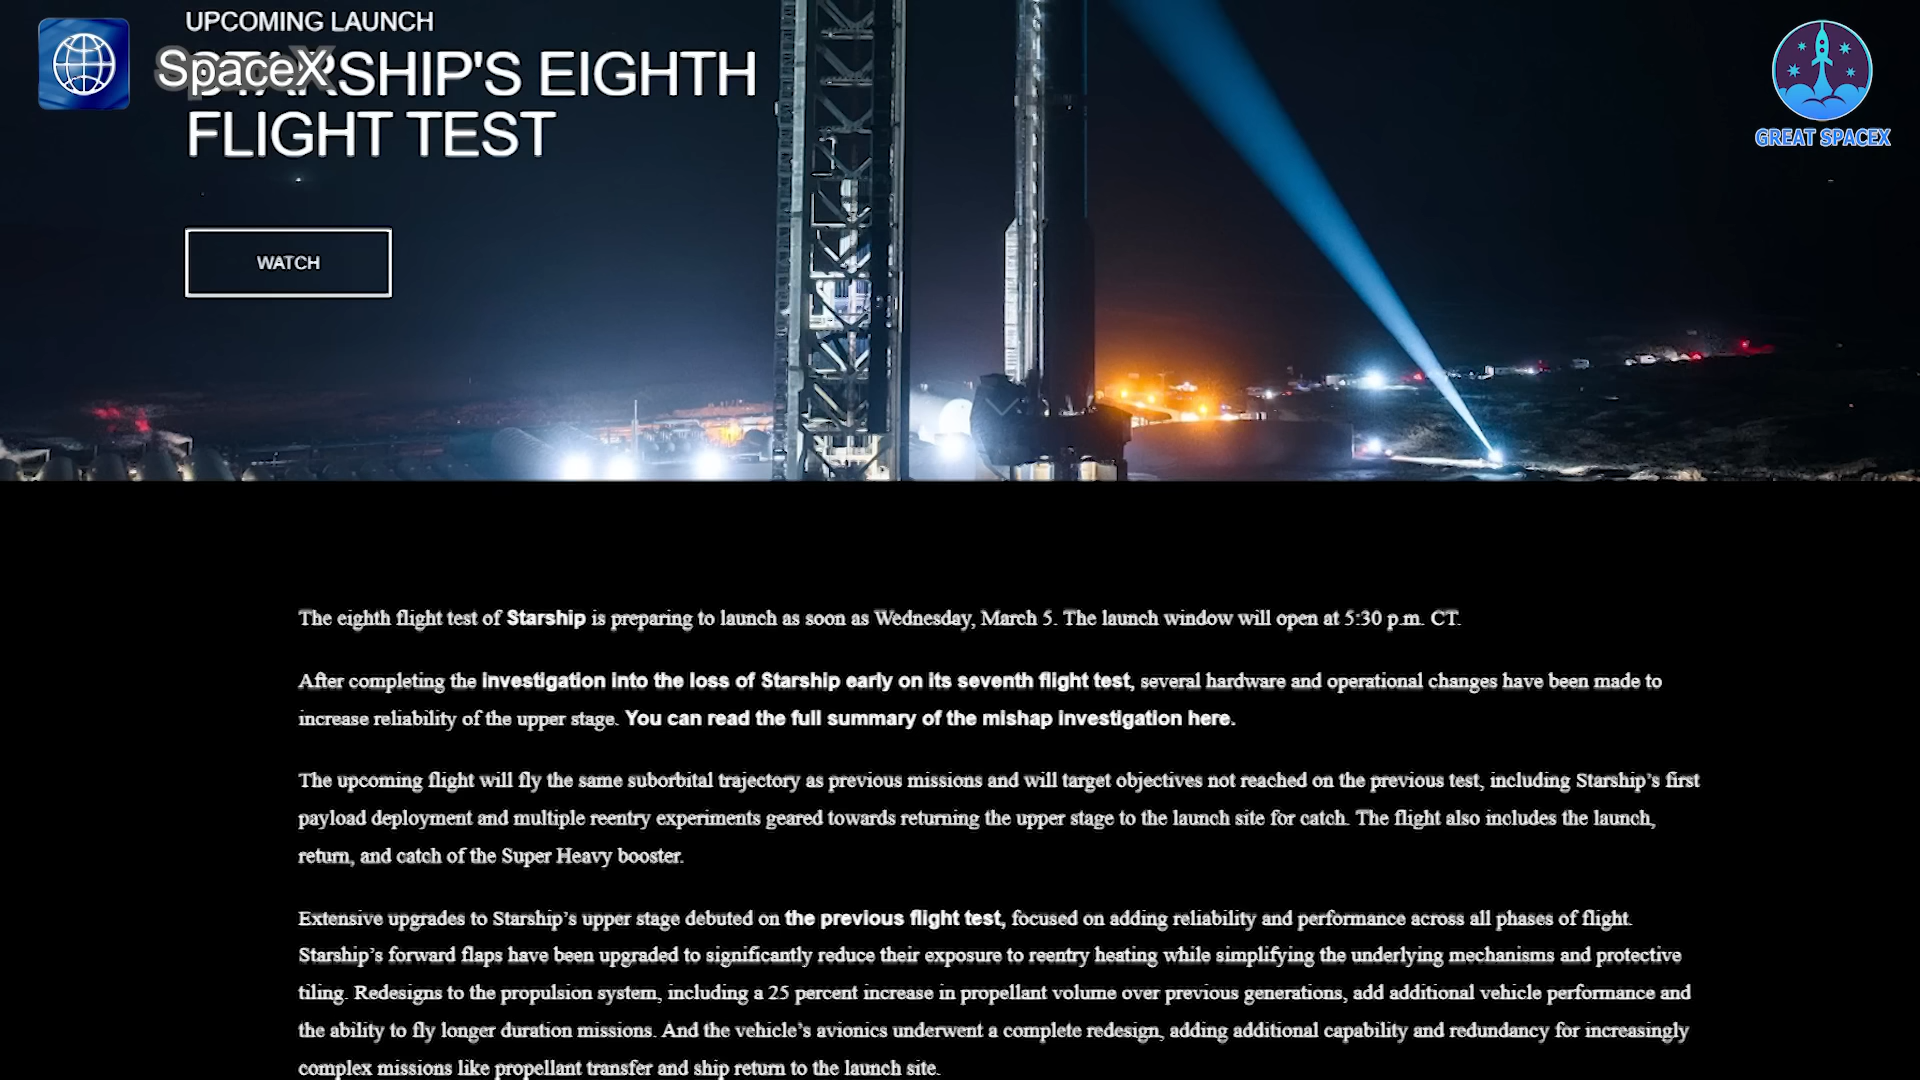 UPCOMING LAUNCH
STARSHIP'S EIGHTH
FLIGHT TEST
SpaceX
GREAT SPACEX
WATCH
The eighth flight test of Starship is preparing to launch as soon as Wednesday, March 5. The launch window will open at 5:30 p.m. CT.
After completing the investigation into the loss of Starship early on its seventh flight test, several hardware and operational changes have been made to
increase reliability of the upper stage. You can read the full summary of the mishap investigation here.
The upcoming flight will fly the same suborbital trajectory as previous missions and will target objectives not reached on the previous test, including Starship’s first
payload deployment and multiple reentry experiments geared towards returning the upper stage to the launch site for catch. The flight also includes the launch,
return, and catch of the Super Heavy booster.
Extensive upgrades to Starship’s upper stage debuted on the previous flight test, focused on adding reliability and performance across all phases of flight.
Starship’s forward flaps have been upgraded to significantly reduce their exposure to reentry heating while simplifying the underlying mechanisms and protective
tiling. Redesigns to the propulsion system, including a 25 percent increase in propellant volume over previous generations, add additional vehicle performance and
the ability to fly longer duration missions. And the vehicle’s avionics underwent a complete redesign, adding additional capability and redundancy for increasingly
complex missions like propellant transfer and ship return to the launch site.